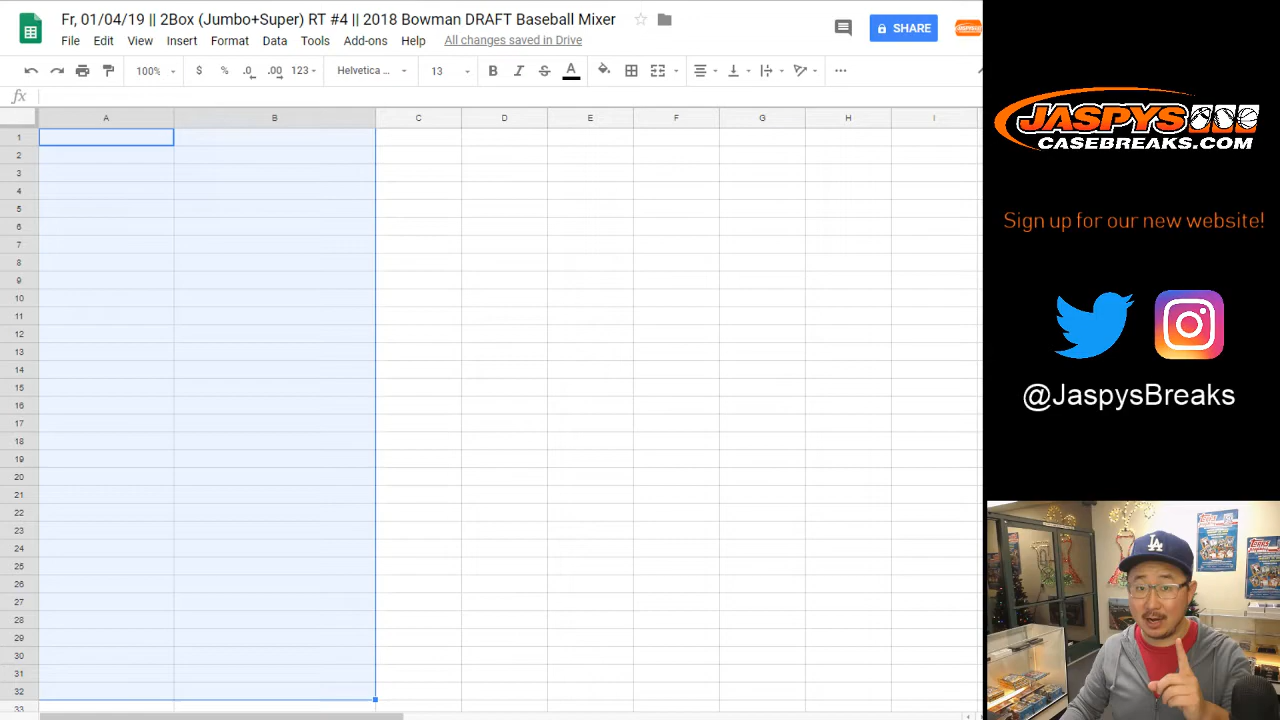 Fr, 01/04/19 || 2Box (Jumbo+Super) RT #4 || 2018 Bowman DRAFT Baseball Mixer
File Edit View Insert Format Tools Add-ons Help All changes saved in Drive
SHARE
100% $ % .0 .00 123 Helvetica ... 13 B I S A
fx
A B C D E F G H I
1
2
3
4
5
6
7
8
9
10
11
12
13
14
15
16
17
18
19
20
21
22
23
24
25
26
27
28
29
30
31
32
33
JASPYS
CASEBREAKS.COM
Sign up for our new website!
@JaspysBreaks
LA
Topps
Topps